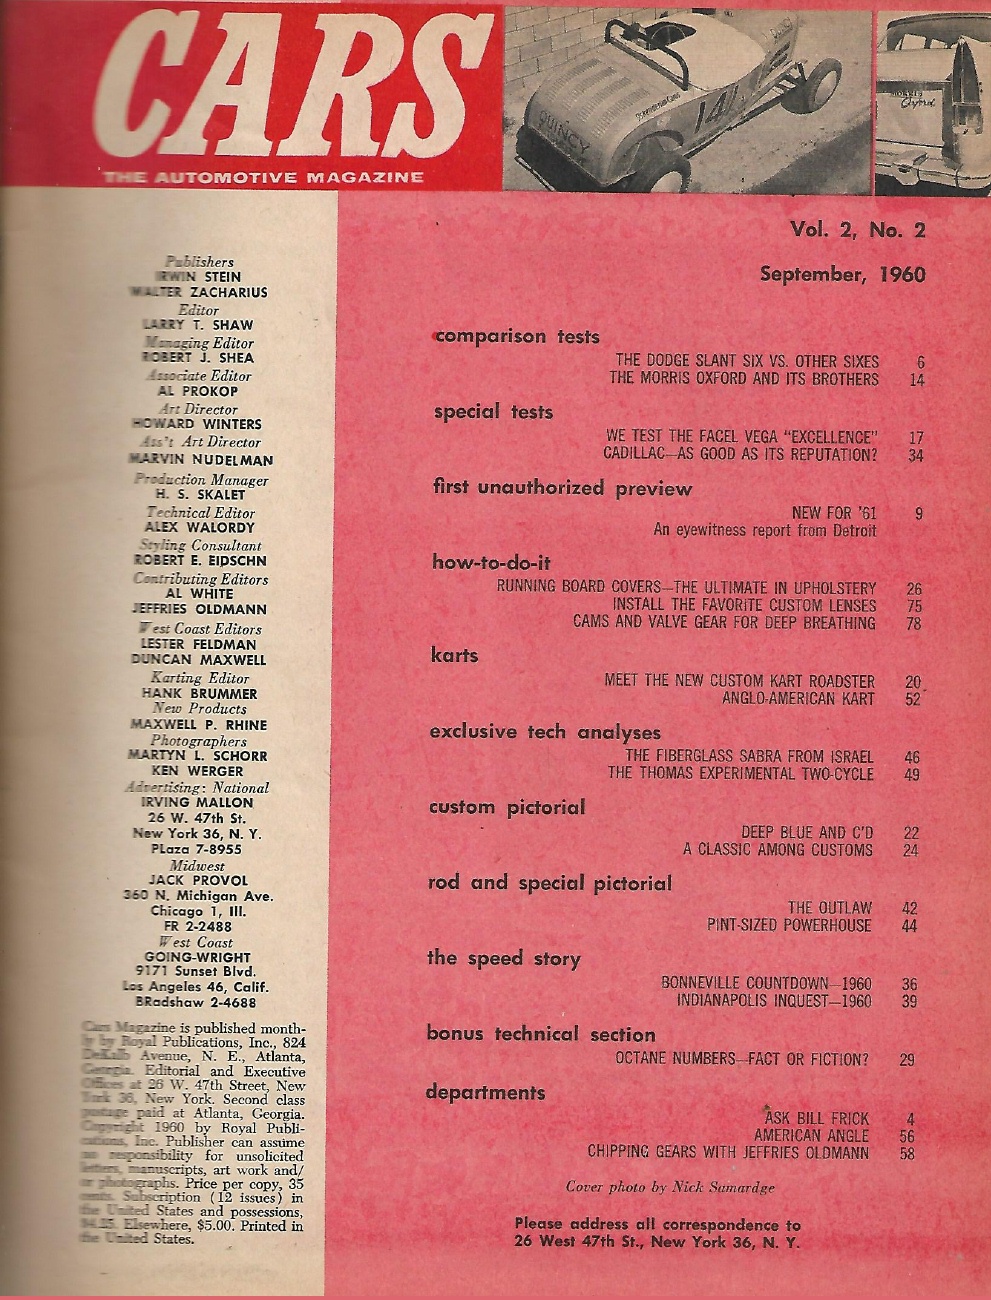 CARS
THE AUTOMOTIVE MAGAZINE
QUINCY
14
MORRIS
Oxford
Publishers
IRWIN STEIN
WALTER ZACHARIUS
Editor
LARRY T. SHAW
Managing Editor
ROBERT J. SHEA
Associate Editor
AL PROKOP
Art Director
HOWARD WINTERS
Ass't Art Director
MARVIN NUDELMAN
Production Manager
H. S. SKALET
Technical Editor
ALEX WALORDY
Styling Consultant
ROBERT E. EIDSCHN
Contributing Editors
AL WHITE
JEFFRIES OLDMANN
West Coast Editors
LESTER FELDMAN
DUNCAN MAXWELL
Karting Editor
HANK BRUMMER
New Products
MAXWELL P. RHINE
Photographers
MARTYN L. SCHORR
KEN WERGER
Advertising: National
IRVING MALLON
26 W. 47th St.
New York 36, N. Y.
PLaza 7-8955
Midwest
JACK PROVOL
360 N. Michigan Ave.
Chicago 1, Ill.
FR 2-2488
West Coast
GOING-WRIGHT
9171 Sunset Blvd.
Los Angeles 46, Calif.
BRadshaw 2-4688
Cars Magazine is published month-
ly by Royal Publications, Inc., 824
DeKalb Avenue, N. E., Atlanta,
Georgia. Editorial and Executive
Offices at 26 W. 47th Street, New
York 36, New York. Second class
postage paid at Atlanta, Georgia.
Copyright 1960 by Royal Publi-
cations, Inc. Publisher can assume
no responsibility for unsolicited
letters, manuscripts, art work and/
or photographs. Price per copy, 35
cents. Subscription (12 issues) in
the United States and possessions,
$4.25. Elsewhere, $5.00. Printed in
the United States.
Vol. 2, No. 2
September, 1960
comparison tests
THE DODGE SLANT SIX VS. OTHER SIXES 6
THE MORRIS OXFORD AND ITS BROTHERS 14
special tests
WE TEST THE FACEL VEGA "EXCELLENCE" 17
CADILLAC—AS GOOD AS ITS REPUTATION? 34
first unauthorized preview
NEW FOR '61 9
An eyewitness report from Detroit
how-to-do-it
RUNNING BOARD COVERS—THE ULTIMATE IN UPHOLSTERY 26
INSTALL THE FAVORITE CUSTOM LENSES 75
CAMS AND VALVE GEAR FOR DEEP BREATHING 78
karts
MEET THE NEW CUSTOM KART ROADSTER 20
ANGLO-AMERICAN KART 52
exclusive tech analyses
THE FIBERGLASS SABRA FROM ISRAEL 46
THE THOMAS EXPERIMENTAL TWO-CYCLE 49
custom pictorial
DEEP BLUE AND C'D 22
A CLASSIC AMONG CUSTOMS 24
rod and special pictorial
THE OUTLAW 42
PINT-SIZED POWERHOUSE 44
the speed story
BONNEVILLE COUNTDOWN—1960 36
INDIANAPOLIS INQUEST—1960 39
bonus technical section
OCTANE NUMBERS—FACT OR FICTION? 29
departments
ASK BILL FRICK 4
AMERICAN ANGLE 56
CHIPPING GEARS WITH JEFFRIES OLDMANN 58
Cover photo by Nick Samardge
Please address all correspondence to
26 West 47th St., New York 36, N. Y.